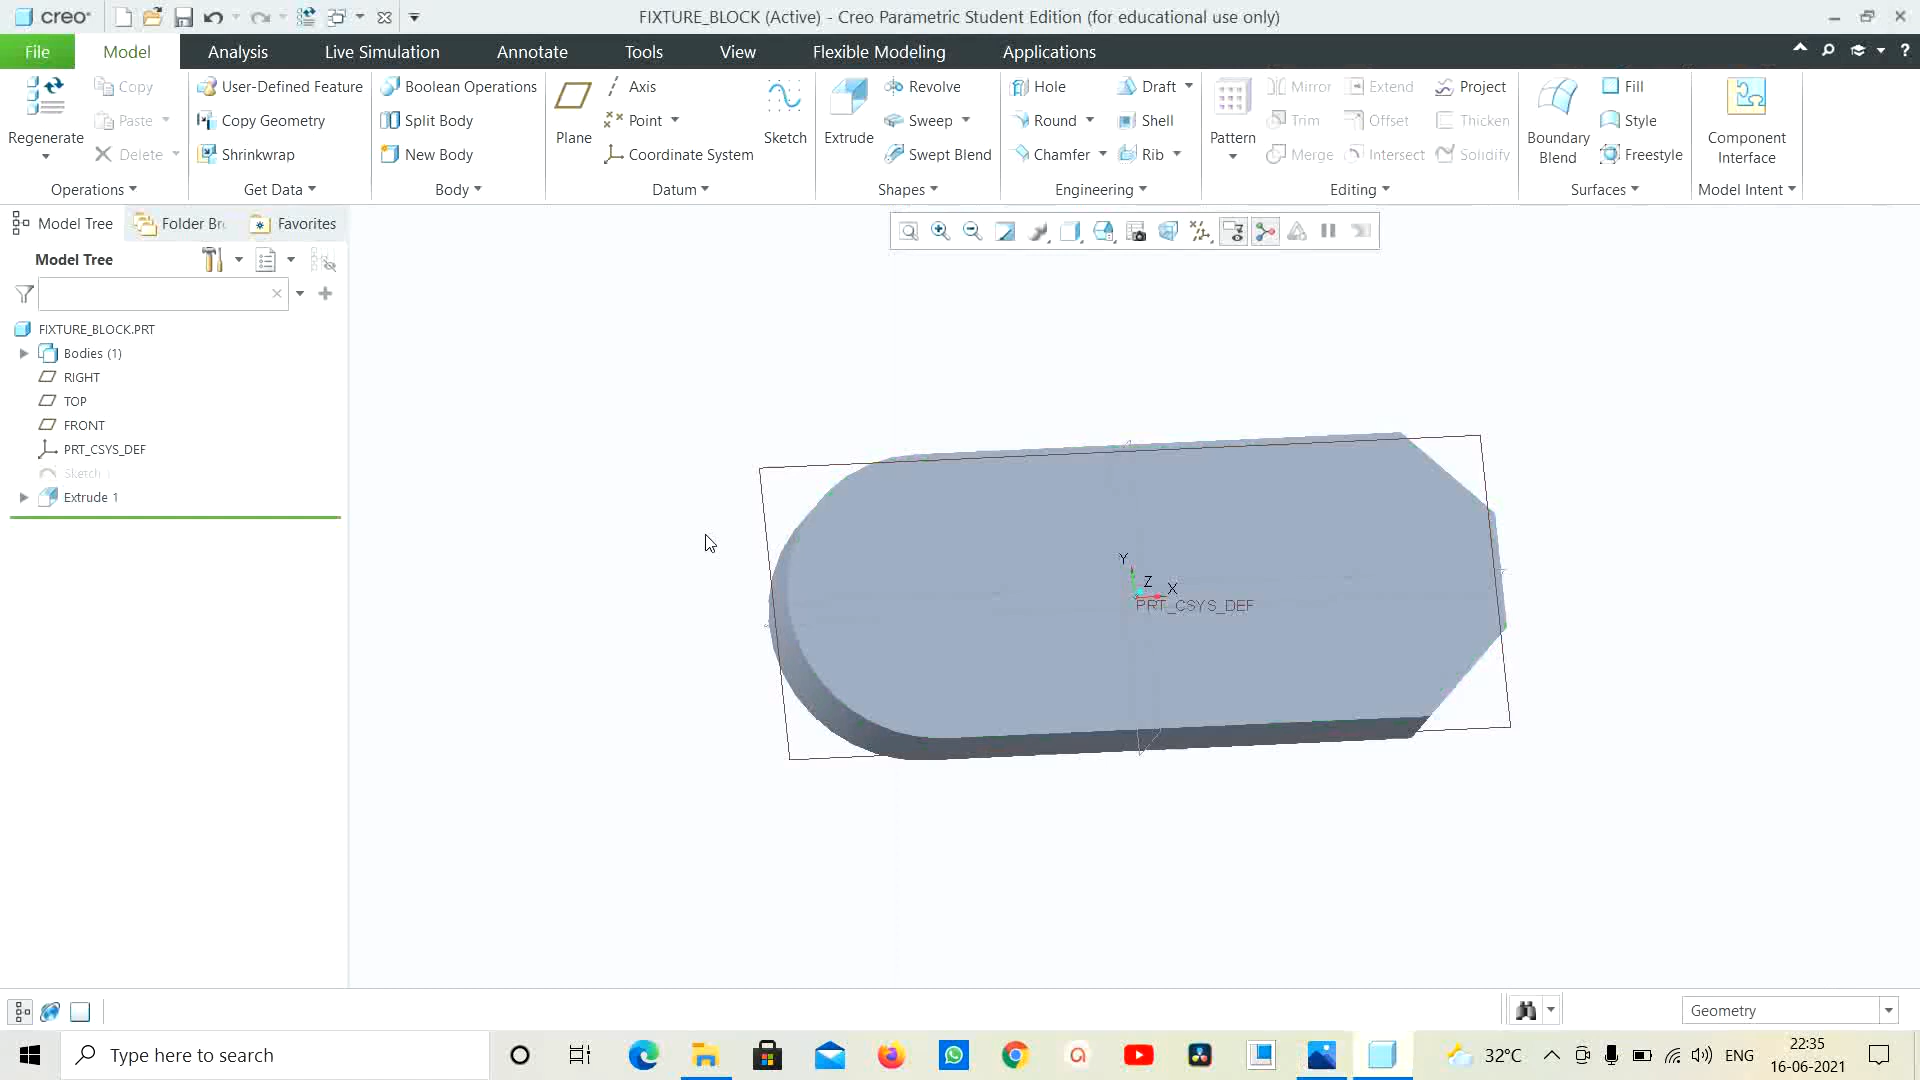 creo
FIXTURE_BLOCK (Active) - Creo Parametric Student Edition (for educational use only)
File
Model
Analysis
Live Simulation
Annotate
Tools
View
Flexible Modeling
Applications
Regenerate
Copy
Paste
Delete
Operations
User-Defined Feature
Copy Geometry
Shrinkwrap
Get Data
Boolean Operations
Split Body
New Body
Body
Plane
Axis
Point
Coordinate System
Sketch
Datum
Extrude
Revolve
Sweep
Swept Blend
Shapes
Hole
Round
Chamfer
Draft
Shell
Rib
Engineering
Pattern
Mirror
Trim
Merge
Extend
Offset
Intersect
Project
Thicken
Solidify
Editing
Boundary
Blend
Fill
Style
Freestyle
Surfaces
Component
Interface
Model Intent
Model Tree
Folder Br
Favorites
Model Tree
FIXTURE_BLOCK.PRT
Bodies (1)
RIGHT
TOP
FRONT
PRT_CSYS_DEF
Sketch
Extrude 1
Y
Z
X
PRT_CSYS_DEF
Geometry
Type here to search
32°C
ENG
22:35
16-06-2021